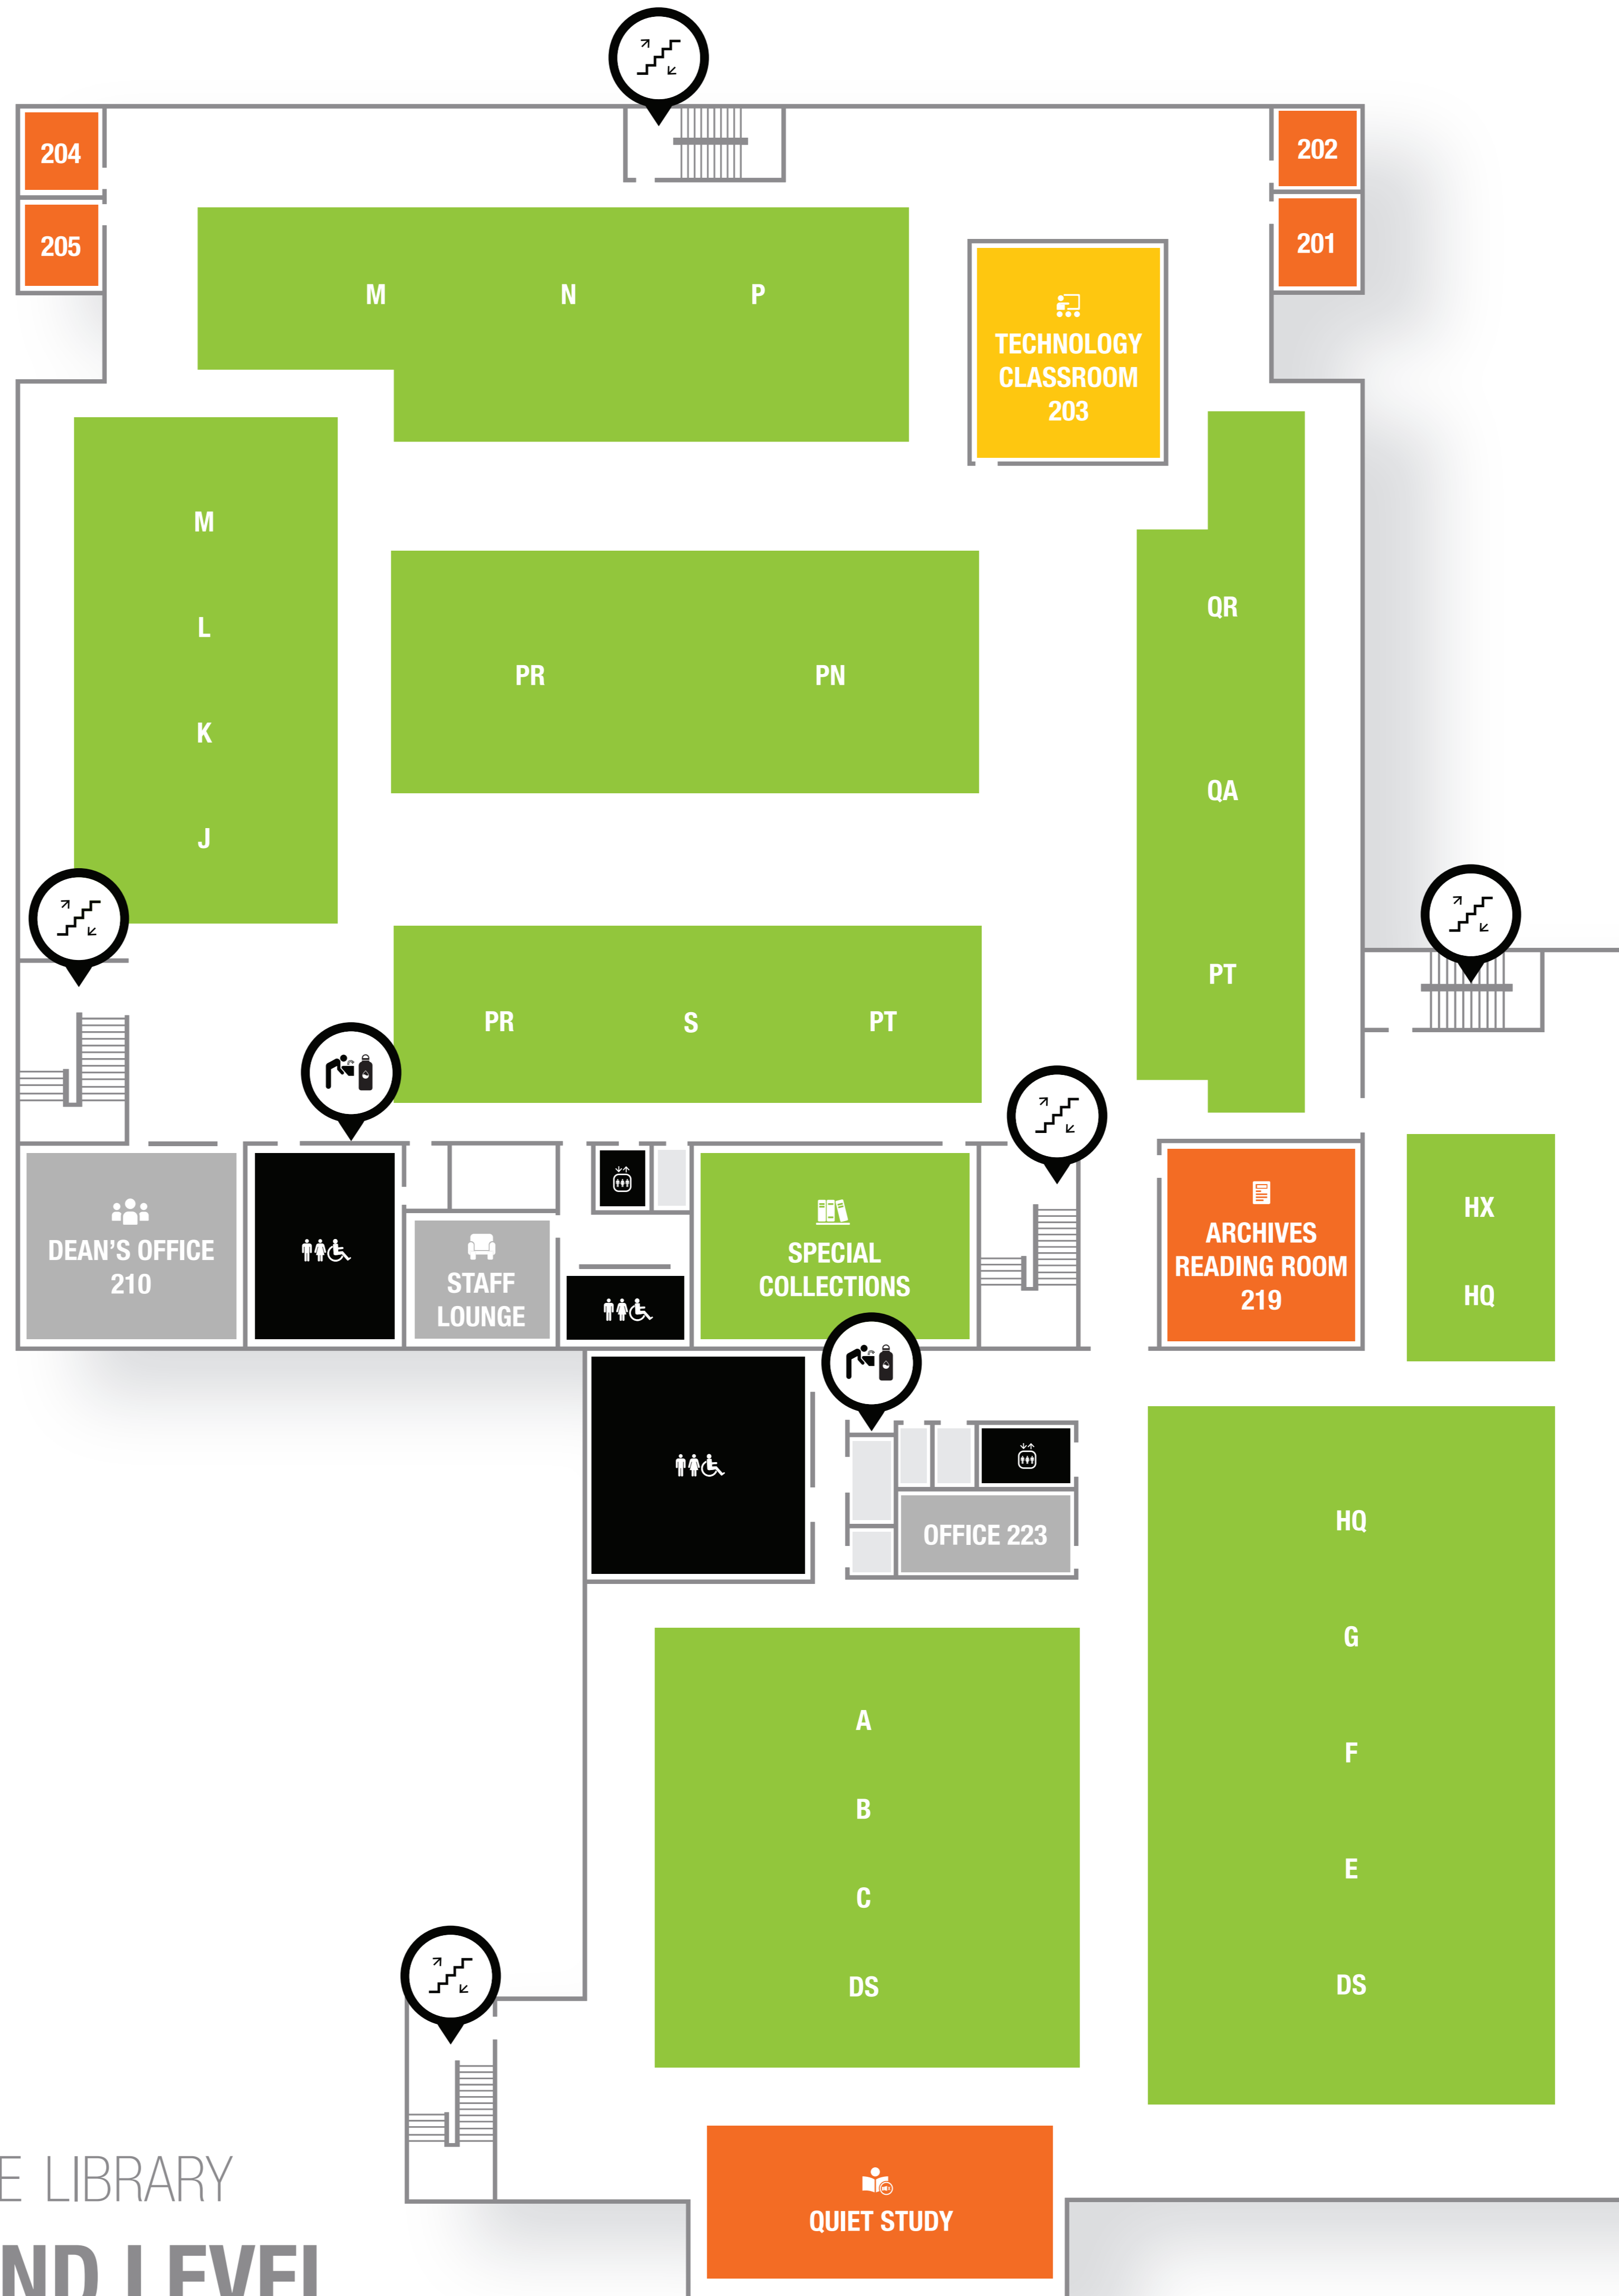 204
202
205
201
M N P
TECHNOLOGY
CLASSROOM
203
M
L
K
J
QR
QA
PT
PR PN
PR S PT
DEAN'S OFFICE
210
STAFF
LOUNGE
SPECIAL
COLLECTIONS
ARCHIVES
READING ROOM
219
HX
HQ
OFFICE 223
HQ
G
F
E
DS
A
B
C
DS
QUIET STUDY
E LIBRARY
ND LEVEL